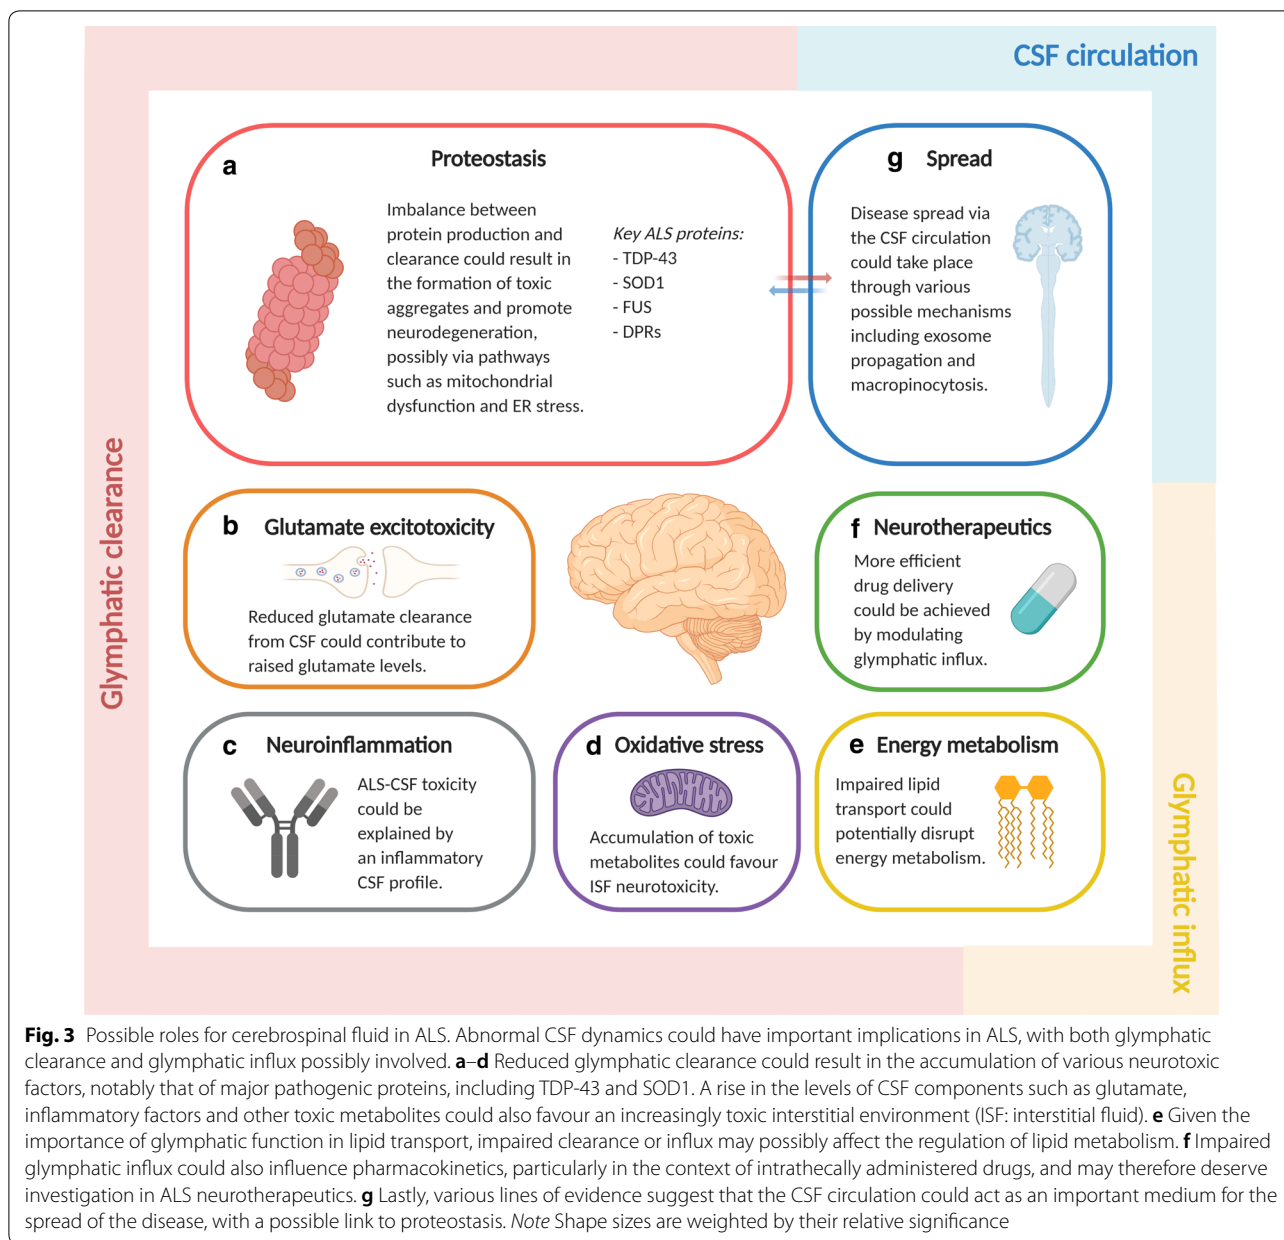 CSF circulation
Glymphatic clearance
Glymphatic influx
a Proteostasis
Imbalance between
protein production and
clearance could result in
the formation of toxic
aggregates and promote
neurodegeneration,
possibly via pathways
such as mitochondrial
dysfunction and ER stress.
Key ALS proteins:
- TDP-43
- SOD1
- FUS
- DPRs
g Spread
Disease spread via
the CSF circulation
could take place
through various
possible mechanisms
including exosome
propagation and
macropinocytosis.
b Glutamate excitotoxicity
Reduced glutamate clearance
from CSF could contribute to
raised glutamate levels.
f Neurotherapeutics
More efficient
drug delivery
could be achieved
by modulating
glymphatic influx.
c Neuroinflammation
ALS-CSF toxicity
could be
explained by
an inflammatory
CSF profile.
d Oxidative stress
Accumulation of toxic
metabolites could favour
ISF neurotoxicity.
e Energy metabolism
Impaired lipid
transport could
potentially disrupt
energy metabolism.
Fig. 3 Possible roles for cerebrospinal fluid in ALS. Abnormal CSF dynamics could have important implications in ALS, with both glymphatic
clearance and glymphatic influx possibly involved. a–d Reduced glymphatic clearance could result in the accumulation of various neurotoxic
factors, notably that of major pathogenic proteins, including TDP-43 and SOD1. A rise in the levels of CSF components such as glutamate,
inflammatory factors and other toxic metabolites could also favour an increasingly toxic interstitial environment (ISF: interstitial fluid). e Given the
importance of glymphatic function in lipid transport, impaired clearance or influx may possibly affect the regulation of lipid metabolism. f Impaired
glymphatic influx could also influence pharmacokinetics, particularly in the context of intrathecally administered drugs, and may therefore deserve
investigation in ALS neurotherapeutics. g Lastly, various lines of evidence suggest that the CSF circulation could act as an important medium for the
spread of the disease, with a possible link to proteostasis. Note Shape sizes are weighted by their relative significance